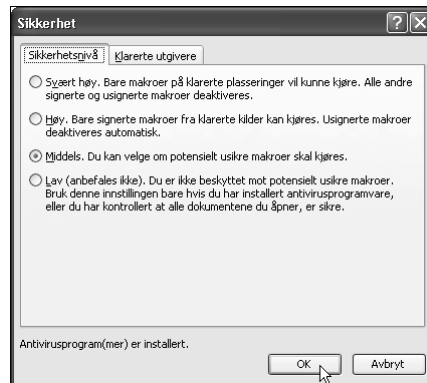 Sikkerhet
Sikkerhetsnivå Klarerte utgivere
Svært høy. Bare makroer på klarerte plasseringer vil kunne kjøre. Alle andre
signerte og usignerte makroer deaktiveres.
Høy. Bare signerte makroer fra klarerte kilder kan kjøres. Usignerte makroer
deaktiveres automatisk.
Middels. Du kan velge om potensielt usikre makroer skal kjøres.
Lav (anbefales ikke). Du er ikke beskyttet mot potensielt usikre makroer.
Bruk denne innstillingen bare hvis du har installert antivirusprogramvare,
eller du har kontrollert at alle dokumentene du åpner, er sikre.
Antivirusprogram(mer) er installert.
OK Avbryt